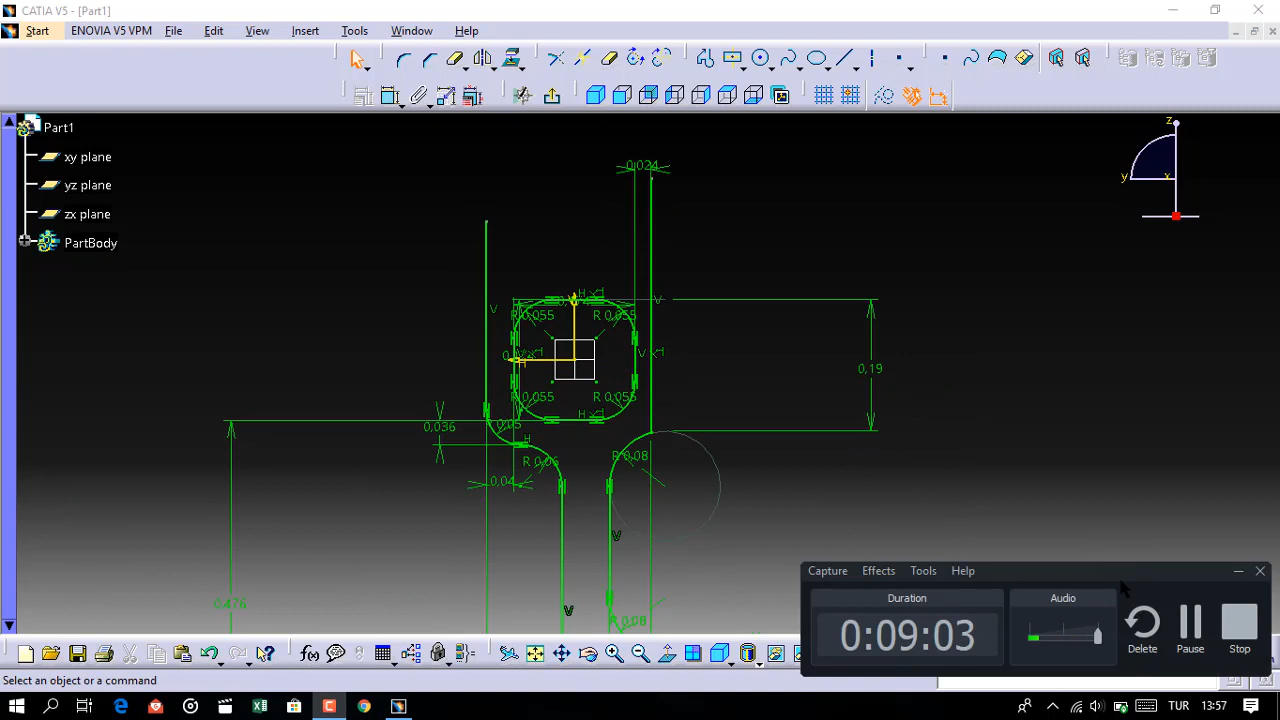 CATIA V5 - [Part1]
Start ENOVIA V5 VPM File Edit View Insert Tools Window Help
Part1
xy plane
yz plane
zx plane
PartBody
z
y x
0,024
V
H
R 0,055 R 0,055
V
V
H
R 0,055 R 0,055
H
0,19
0,036
0,05
H
R 0,06 R 0,08
0,04
V
V
0,476
R 0,08
Capture Effects Tools Help
Duration Audio
0:09:03
Delete Pause Stop
Select an object or a command
TUR 13:57